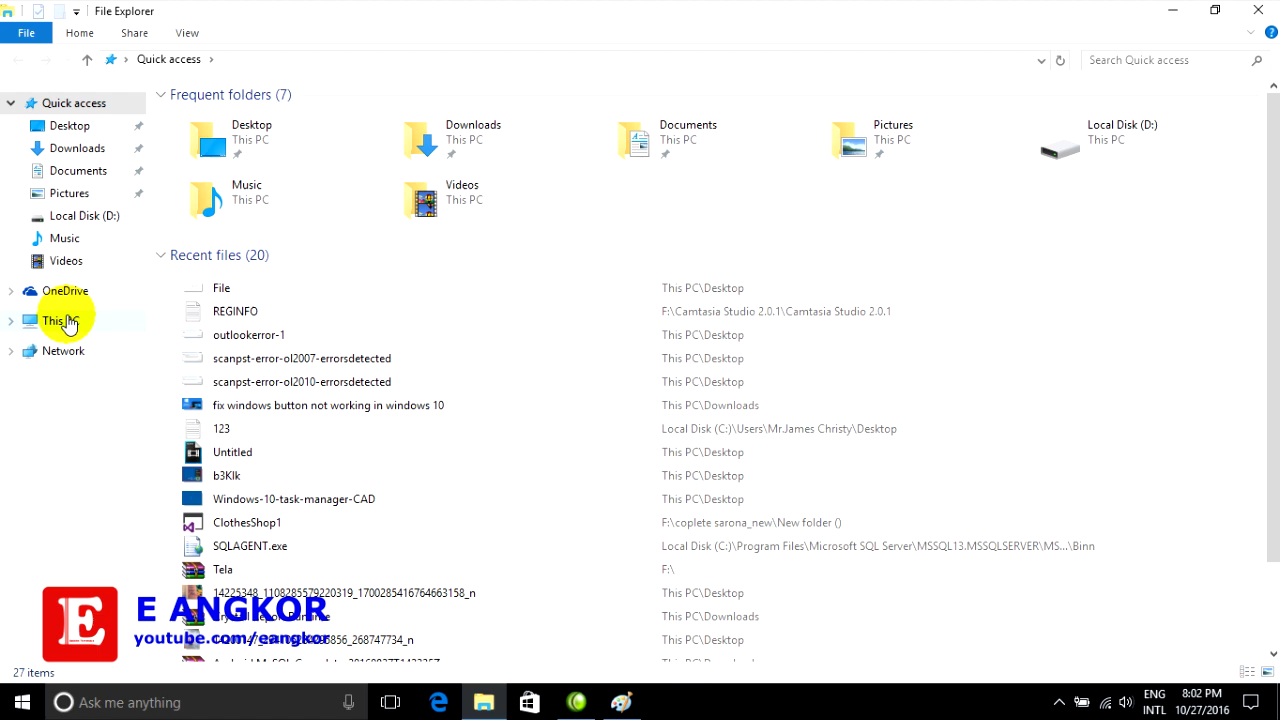 File Explorer
File Home Share View
Quick access
Search Quick access
Quick access
Desktop
Downloads
Documents
Pictures
Local Disk (D:)
Music
Videos
OneDrive
This PC
Network
Frequent folders (7)
Desktop
This PC
Downloads
This PC
Documents
This PC
Pictures
This PC
Local Disk (D:)
This PC
Music
This PC
Videos
This PC
Recent files (20)
File This PC\Desktop
REGINFO F:\Camtasia Studio 2.0.1\Camtasia Studio 2.0.1
outlookerror-1 This PC\Desktop
scanpst-error-ol2007-errorsdetected This PC\Desktop
scanpst-error-ol2010-errorsdetected This PC\Desktop
fix windows button not working in windows 10 This PC\Downloads
123 Local Disk (C:)\Users\MrJames Christy\Desktop
Untitled This PC\Desktop
b3Klk This PC\Desktop
Windows-10-task-manager-CAD This PC\Desktop
ClothesShop1 F:\coplete sarona_new\New folder ()
SQLAGENT.exe Local Disk (C:)\Program Files\Microsoft SQL Server\MSSQL13.MSSQLSERVER\MS...\Binn
Tela F:\
14225348_1108285579220319_1700285416764663158_n This PC\Desktop
This PC\Downloads
This PC\Desktop
E ANGKOR
youtube.com/eangkor
27 items
Ask me anything
ENG
INTL
8:02 PM
10/27/2016